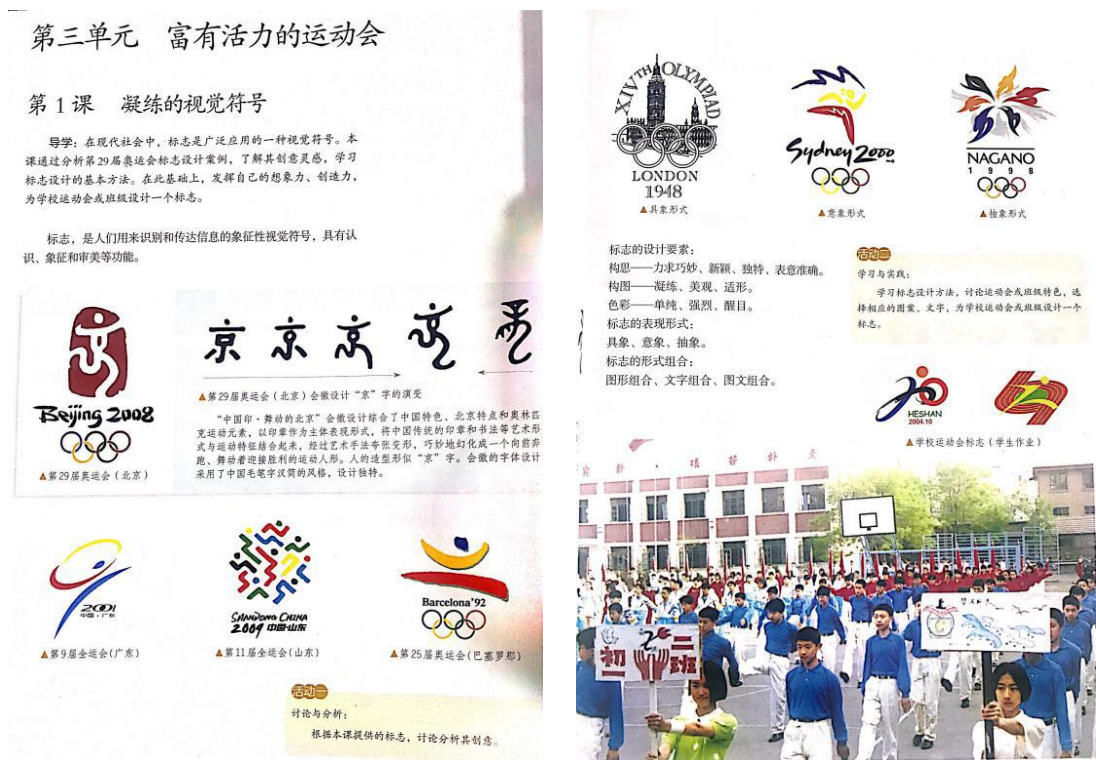 第三单元 富有活力的运动会
第1课 凝练的视觉符号
导学：在现代社会中，标志是广泛应用的一种视觉符号。本
课通过分析第29届奥运会标志设计案例，了解其创意灵感，学习
标志设计的基本方法。在此基础上，发挥自己的想象力、创造力，
为学校运动会或班级设计一个标志。
标志，是人们用来识别和传达信息的象征性视觉符号，具有认
识、象征和审美等功能。
Beijing 2008
▲第29届奥运会（北京）
京 京
▲第29届奥运会（北京）会徽设计“京”字的演变
“中国印·舞动的北京”会徽设计综合了中国特色、北京特点和奥林匹
克运动元素，以印章作为主体表现形式，将中国传统的印章和书法等艺术形
式与运动特征结合起来，经过艺术手法夸张变形，巧妙地幻化成一个向前奔
跑、舞动着迎接胜利的运动人形。人的造型形似“京”字。会徽的字体设计
采用了中国毛笔字汉简的风格，设计独特。
2001
中国·广东
▲第9届全运会(广东)
SHANDONG CHINA
2009 中国·山东
▲第11届全运会(山东)
Barcelona'92
▲第25届奥运会(巴塞罗那)
活动一
讨论与分析：
根据本课提供的标志，讨论分析其创意。
XIVTH OLYMPIAD
LONDON
1948
▲具象形式
Sydney 2000
▲意象形式
NAGANO
1998
▲抽象形式
标志的设计要素：
构思——力求巧妙、新颖、独特、表意准确。
构图——凝练、美观、适形。
色彩——单纯、强烈、醒目。
标志的表现形式：
具象、意象、抽象。
标志的形式组合：
图形组合、文字组合、图文组合。
活动二
学习与实践：
学习标志设计方法，讨论运动会或班级特色，选
择相应的图案、文字，为学校运动会或班级设计一个
标志。
HESHAN
2004.10
▲学校运动会标志（学生作业）
艰苦朴素
初一
二班